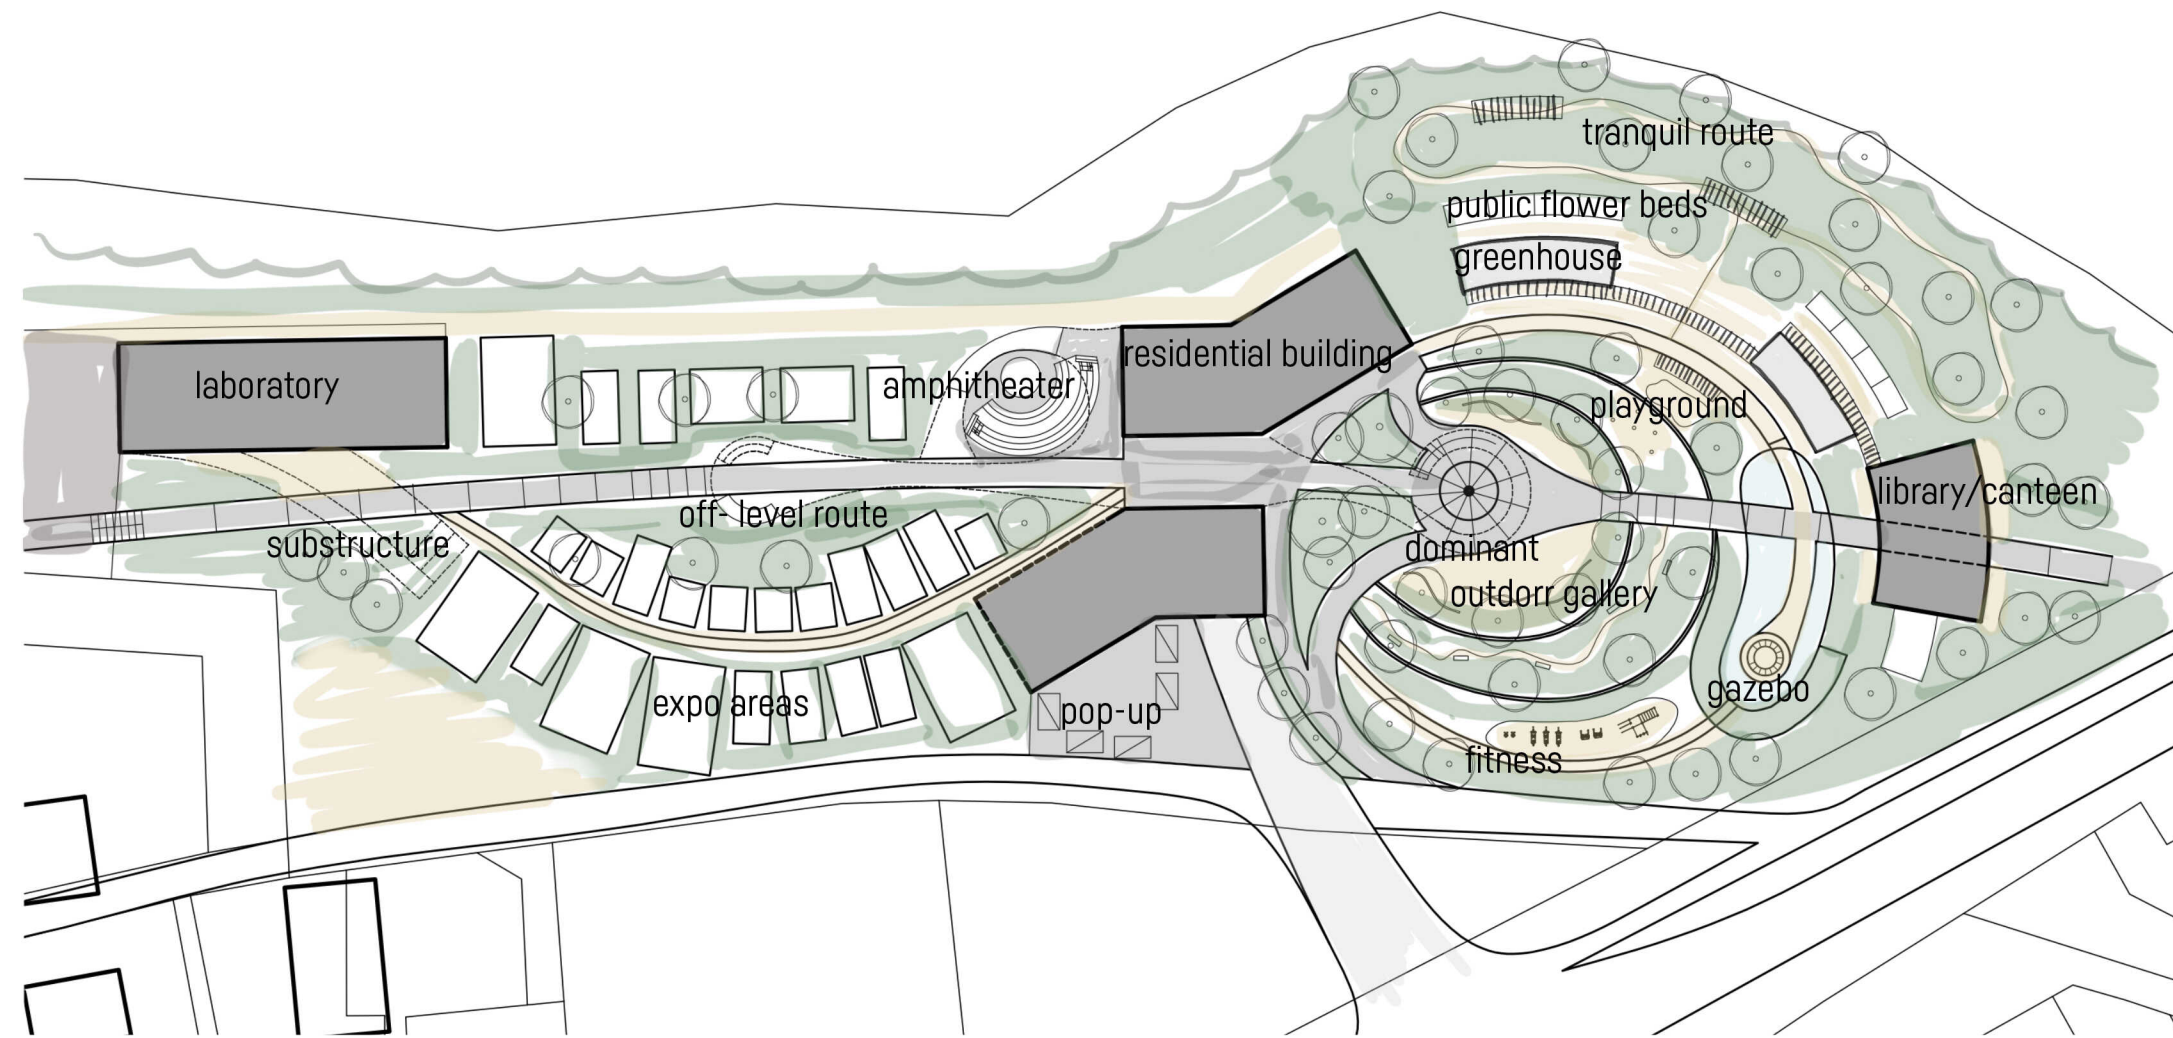 tranquil route
public flower beds
greenhouse
residential building
laboratory
amphitheater
playground
library/canteen
off- level route
substructure
dominant
outdorr gallery
gazebo
expo areas
pop-up
fitness